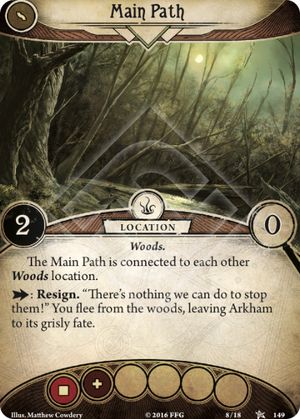 Main Path
2
LOCATION
0
Woods.
The Main Path is connected to each other
Woods location.
: Resign. “There’s nothing we can do to stop
them!” You flee from the woods, leaving Arkham
to its grisly fate.
Illus. Matthew Cowdery
© 2016 FFG
8/18
149